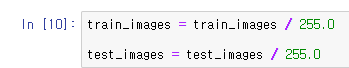 In [10]: train_images = train_images / 255.0
test_images = test_images / 255.0